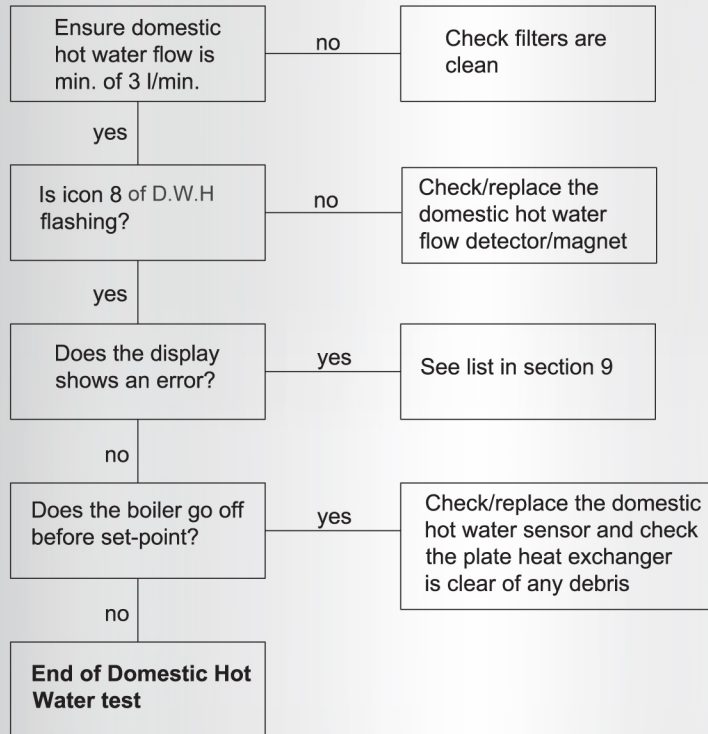 Ensure domestic
hot water flow is
min. of 3 l/min.
no
Check filters are
clean
yes
Is icon 8 of D.W.H
flashing?
no
Check/replace the
domestic hot water
flow detector/magnet
yes
Does the display
shows an error?
yes
See list in section 9
no
Does the boiler go off
before set-point?
yes
Check/replace the domestic
hot water sensor and check
the plate heat exchanger
is clear of any debris
no
End of Domestic Hot
Water test